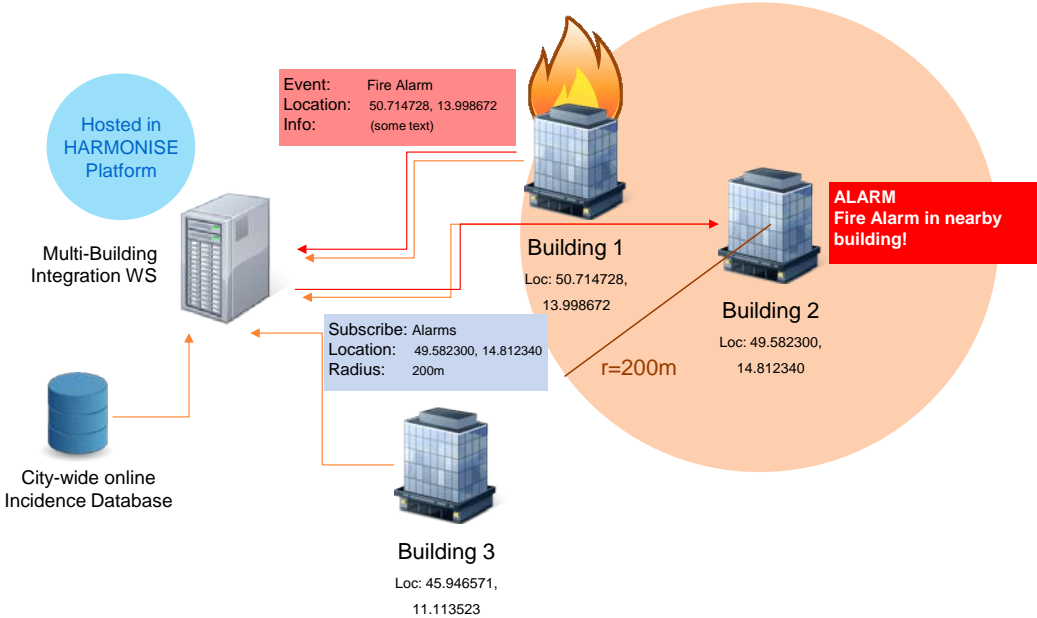 Hosted in
HARMONISE
Platform
Event: Fire Alarm
Location: 50.714728, 13.998672
Info: (some text)
ALARM
Fire Alarm in nearby
building!
Multi-Building
Integration WS
Building 1
Loc: 50.714728,
13.998672
Building 2
Loc: 49.582300,
14.812340
Subscribe: Alarms
Location: 49.582300, 14.812340
Radius: 200m
r=200m
City-wide online
Incidence Database
Building 3
Loc: 45.946571,
11.113523